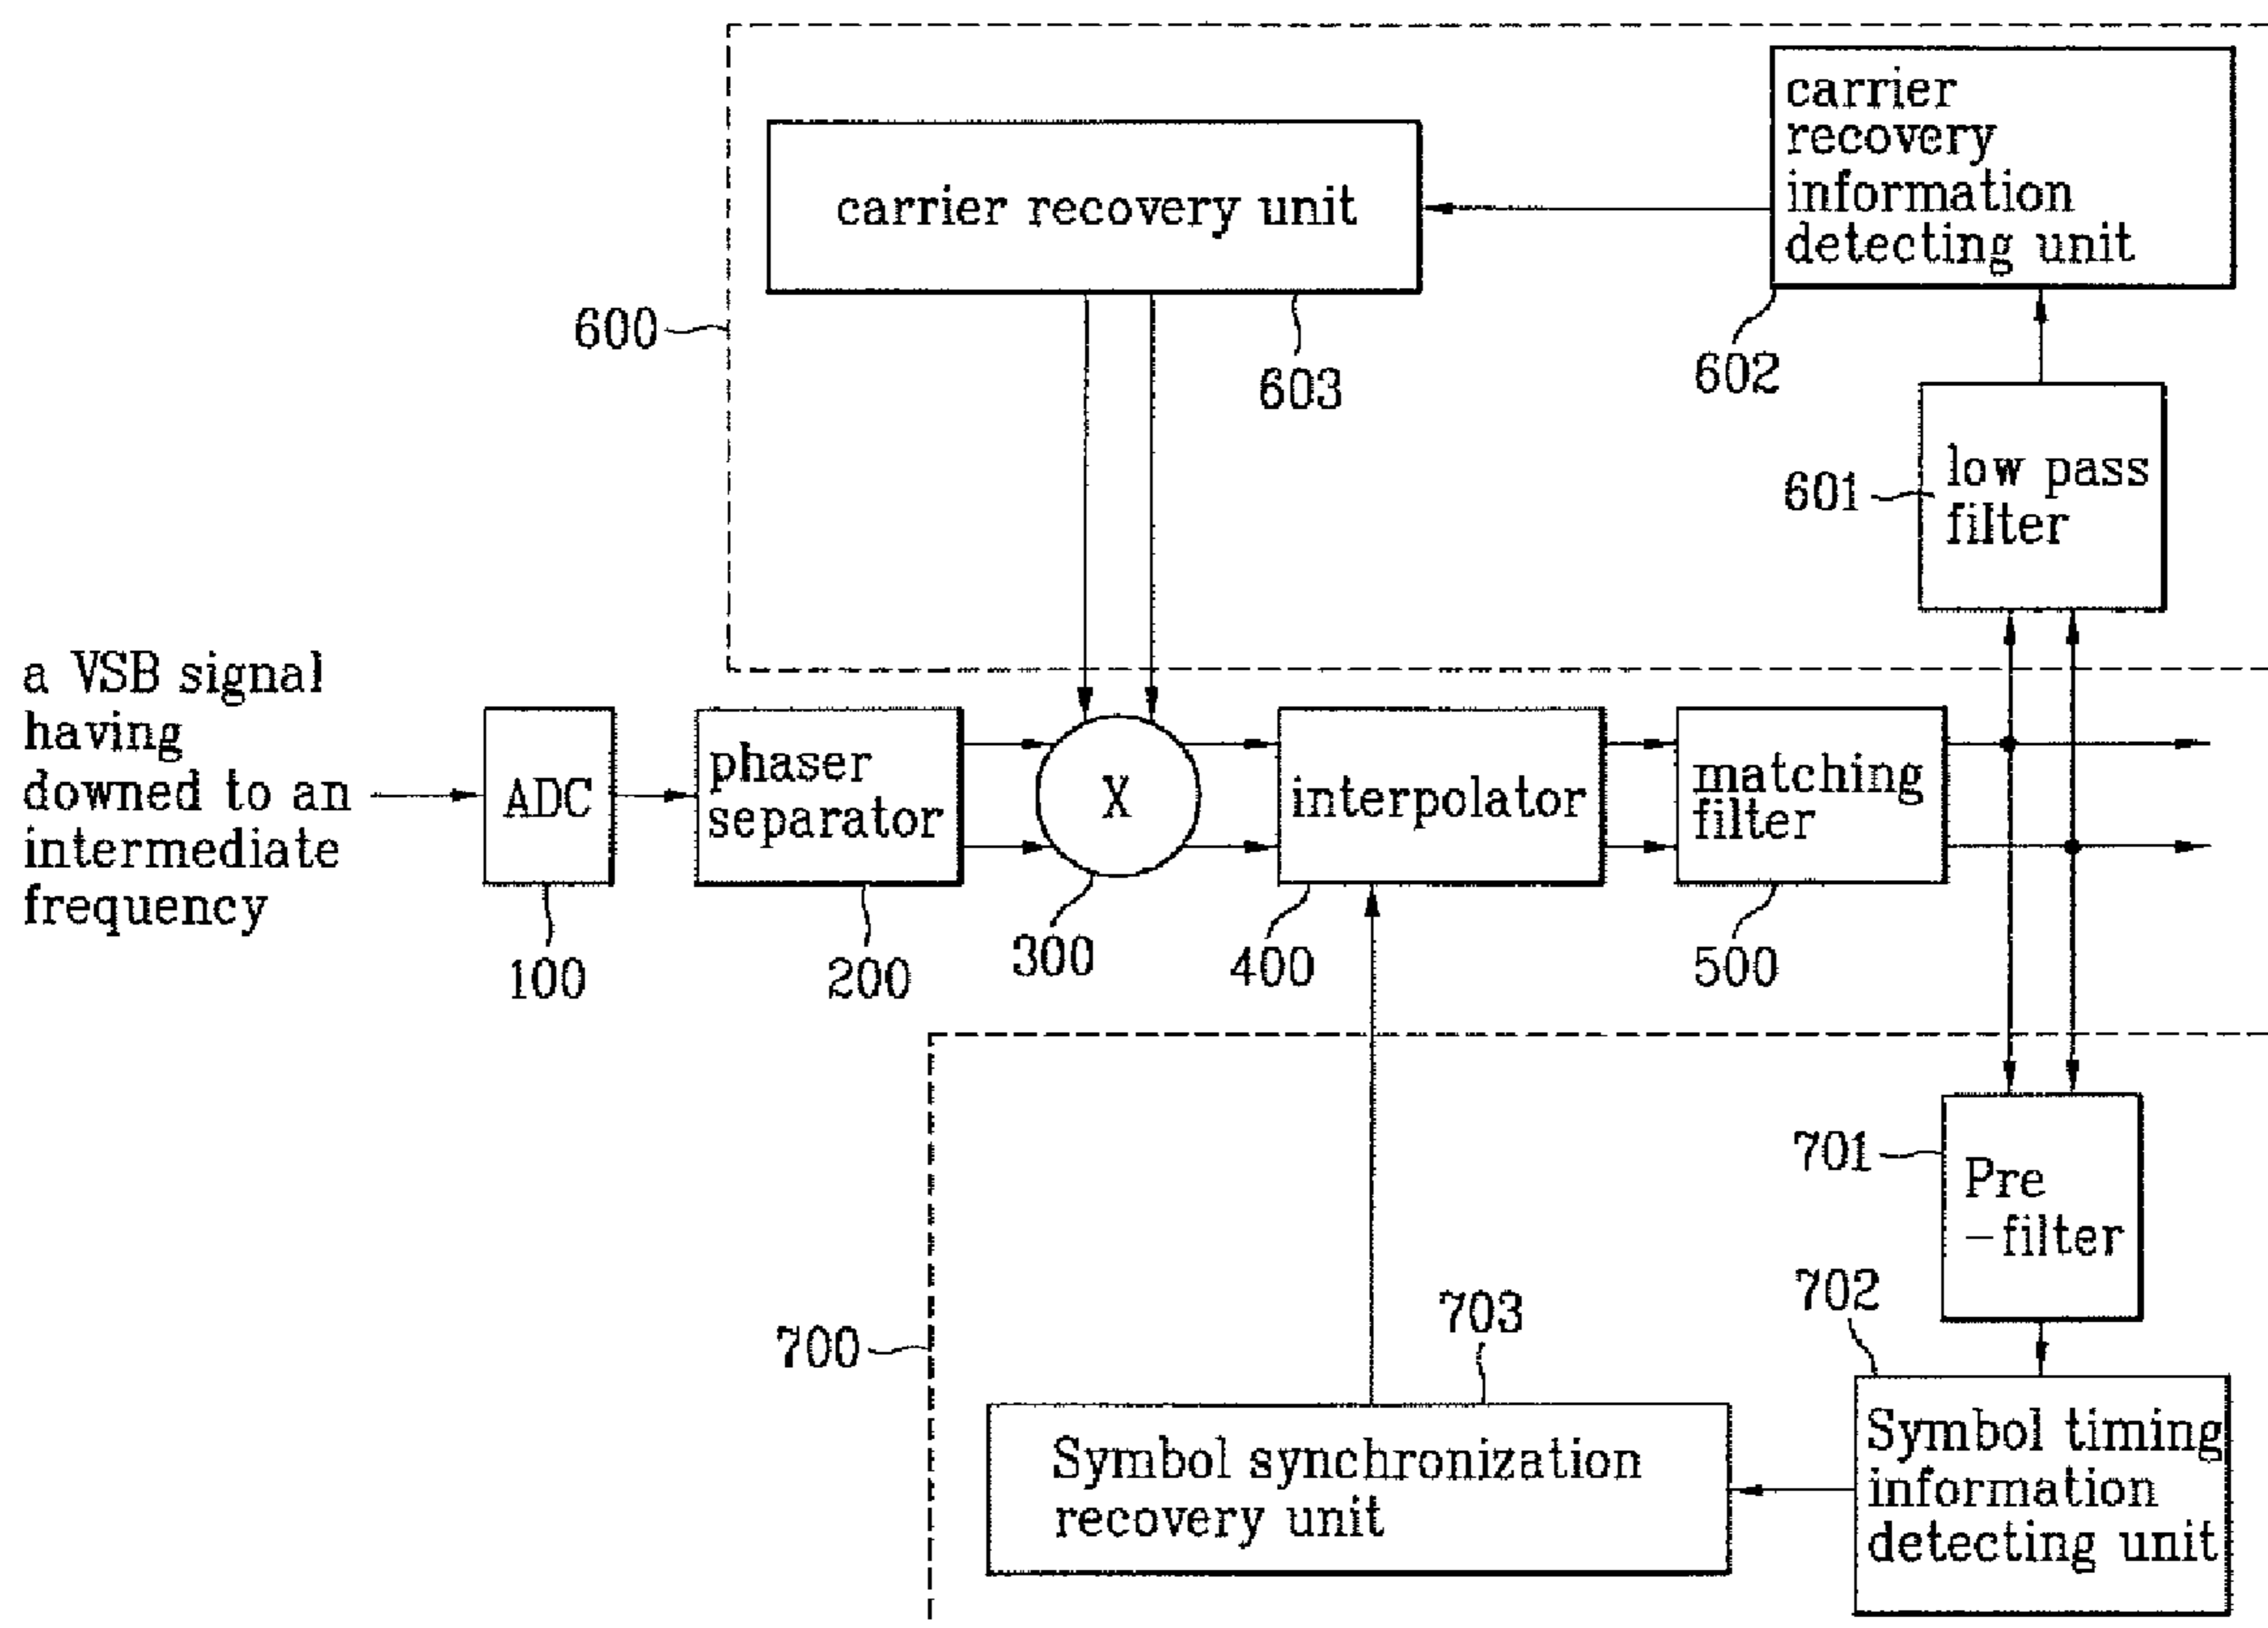 carrier
recovery
information
detecting unit
carrier recovery unit
600
603
602
601
low pass
filter
a VSB signal
having
downed to an
intermediate
frequency
ADC
phaser
separator
X
interpolator
matching
filter
100
200
300
400
500
701
Pre
-filter
702
703
700
Symbol synchronization
recovery unit
Symbol timing
information
detecting unit